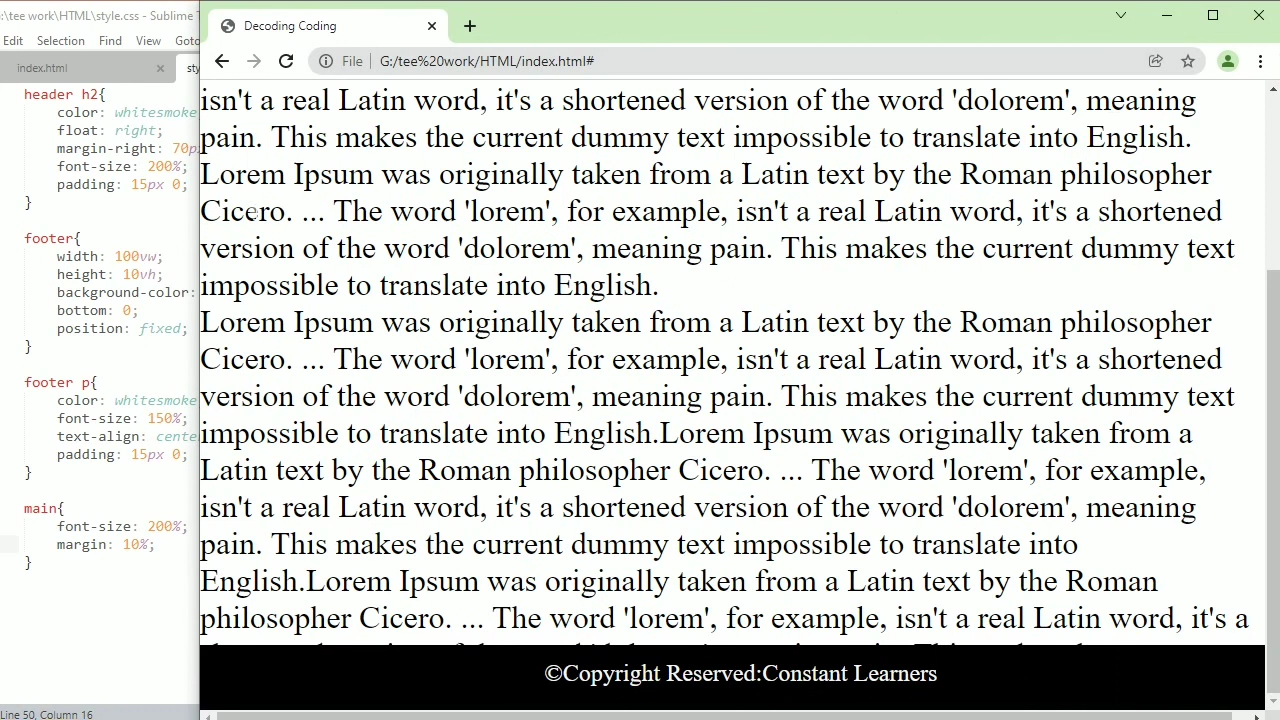 :\tee work\HTML\style.css - Sublime T
Edit Selection Find View Goto
index.html
sty
header h2{
color: whitesmoke
float: right;
margin-right: 70p
font-size: 200%;
padding: 15px 0;
}
footer{
width: 100vw;
height: 10vh;
background-color:
bottom: 0;
position: fixed;
}
footer p{
color: whitesmoke
font-size: 150%;
text-align: cente
padding: 15px 0;
}
main{
font-size: 200%;
margin: 10%;
}
Line 50, Column 16
Decoding Coding
File G:/tee%20work/HTML/index.html#
isn't a real Latin word, it's a shortened version of the word 'dolorem', meaning
pain. This makes the current dummy text impossible to translate into English.
Lorem Ipsum was originally taken from a Latin text by the Roman philosopher
Cicero. ... The word 'lorem', for example, isn't a real Latin word, it's a shortened
version of the word 'dolorem', meaning pain. This makes the current dummy text
impossible to translate into English.
Lorem Ipsum was originally taken from a Latin text by the Roman philosopher
Cicero. ... The word 'lorem', for example, isn't a real Latin word, it's a shortened
version of the word 'dolorem', meaning pain. This makes the current dummy text
impossible to translate into English.Lorem Ipsum was originally taken from a
Latin text by the Roman philosopher Cicero. ... The word 'lorem', for example,
isn't a real Latin word, it's a shortened version of the word 'dolorem', meaning
pain. This makes the current dummy text impossible to translate into
English.Lorem Ipsum was originally taken from a Latin text by the Roman
philosopher Cicero. ... The word 'lorem', for example, isn't a real Latin word, it's a
©Copyright Reserved:Constant Learners